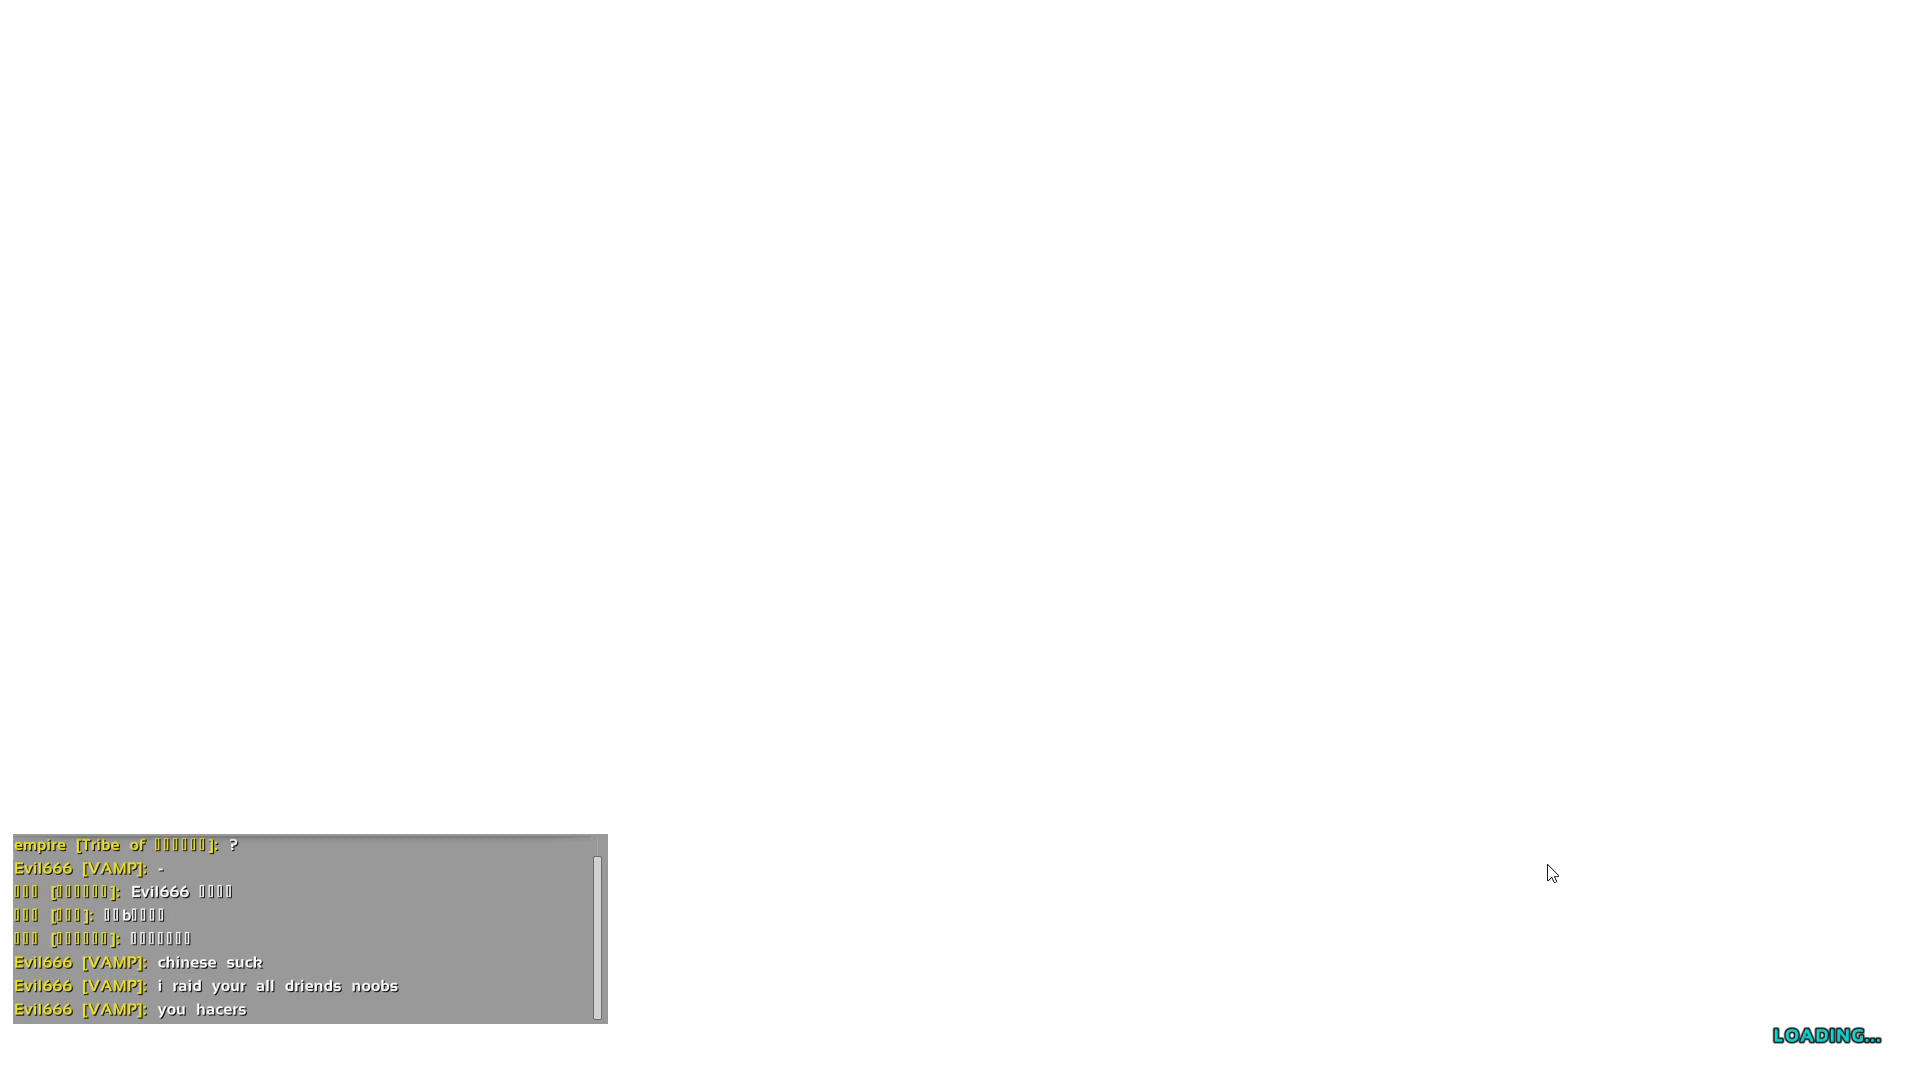 empire [Tribe of ]: ?
Evil666 [VAMP]: -
Evil666
b
Evil666 [VAMP]: chinese suck
Evil666 [VAMP]: i raid your all driends noobs
Evil666 [VAMP]: you hacers
LOADING...